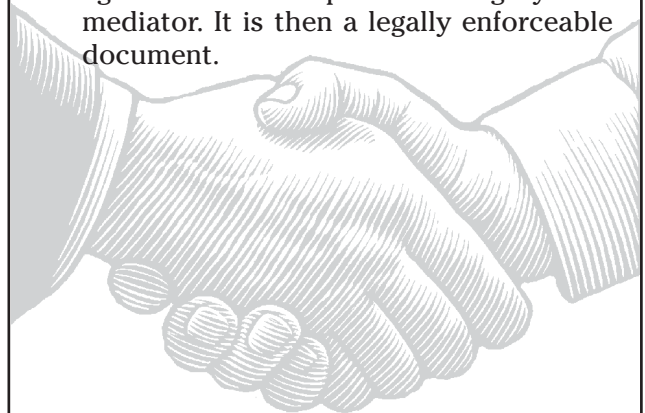 mediator. It is then a legally enforceable
document.